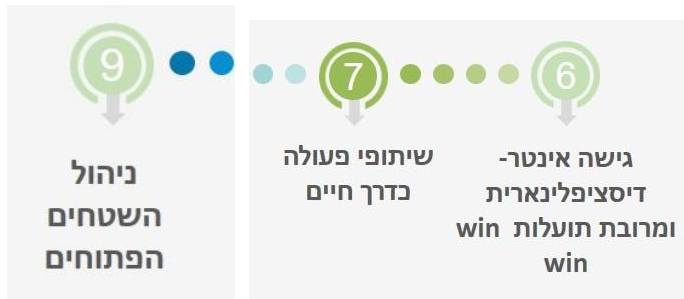 6
גישה אינטר-
דיסציפלינארית
ומרובת תועלות win
win
7
שיתופי פעולה
כדרך חיים
9
ניהול
השטחים
הפתוחים